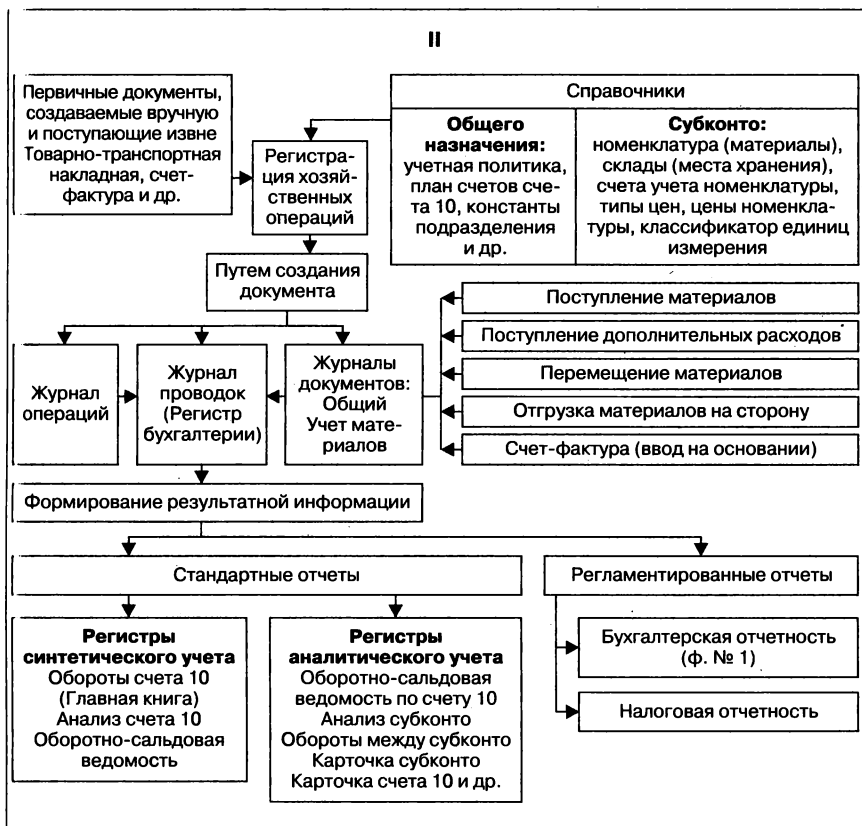 II
Первичные документы,
создаваемые вручную
и поступающие извне
Товарно-транспортная
накладная, счет-
фактура и др.
Регистра-
ция хозяй-
ственных
операций
Справочники
Общего
назначения:
учетная политика,
план счетов сче-
та 10, константы
подразделения
и др.
Субконто:
номенклатура (материалы),
склады (места хранения),
счета учета номенклатуры,
типы цен, цены номенкла-
туры, классификатор единиц
измерения
Путем создания
документа
Журнал
операций
Журнал
проводок
(Регистр
бухгалтерии)
Журналы
документов:
Общий
Учет мате-
риалов
Поступление материалов
Поступление дополнительных расходов
Перемещение материалов
Отгрузка материалов на сторону
Счет-фактура (ввод на основании)
Формирование результатной информации
Стандартные отчеты
Регламентированные отчеты
Регистры
синтетического учета
Обороты счета 10
(Главная книга)
Анализ счета 10
Оборотно-сальдовая
ведомость
Регистры
аналитического учета
Оборотно-сальдовая
ведомость по счету 10
Анализ субконто
Обороты между субконто
Карточка субконто
Карточка счета 10 и др.
Бухгалтерская отчетность
(ф. № 1)
Налоговая отчетность